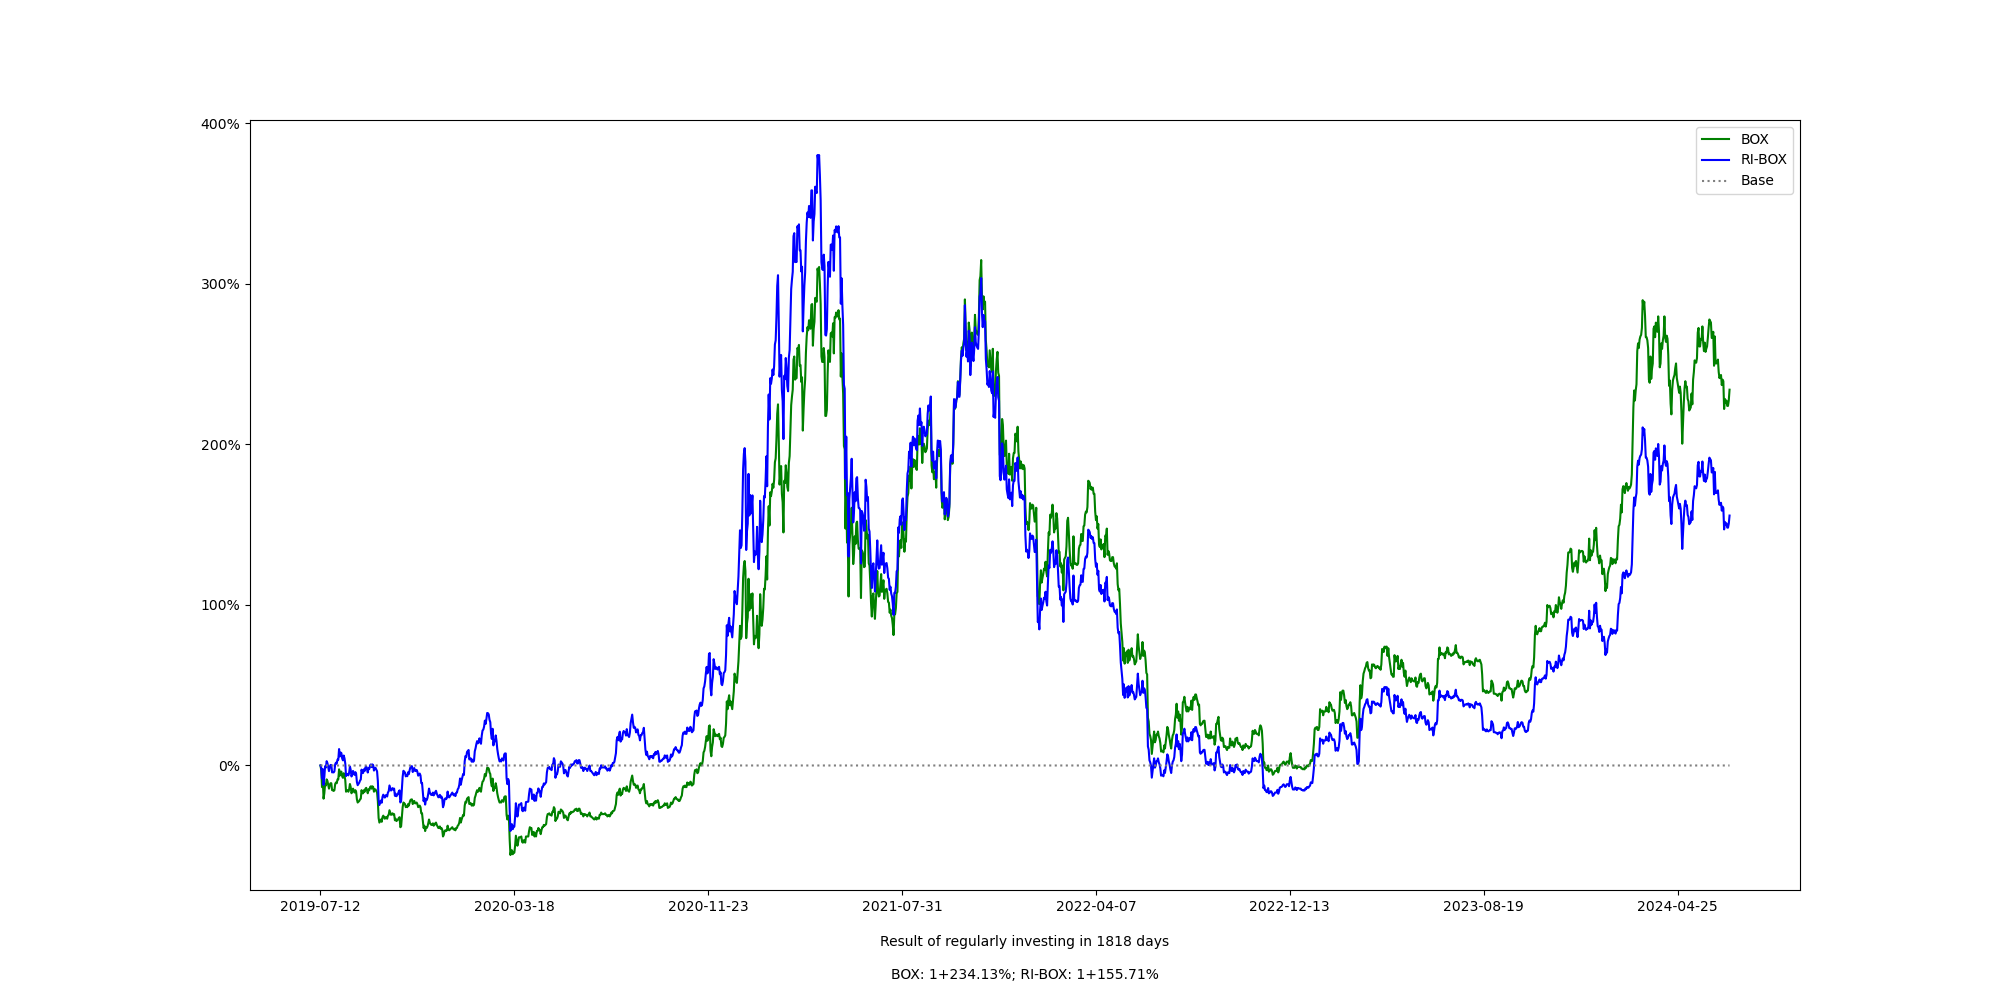 400%
300%
200%
100%
0%
BOX
RI-BOX
Base
2019-07-12 2020-03-18 2020-11-23 2021-07-31 2022-04-07 2022-12-13 2023-08-19 2024-04-25
Result of regularly investing in 1818 days
BOX: 1+234.13%; RI-BOX: 1+155.71%